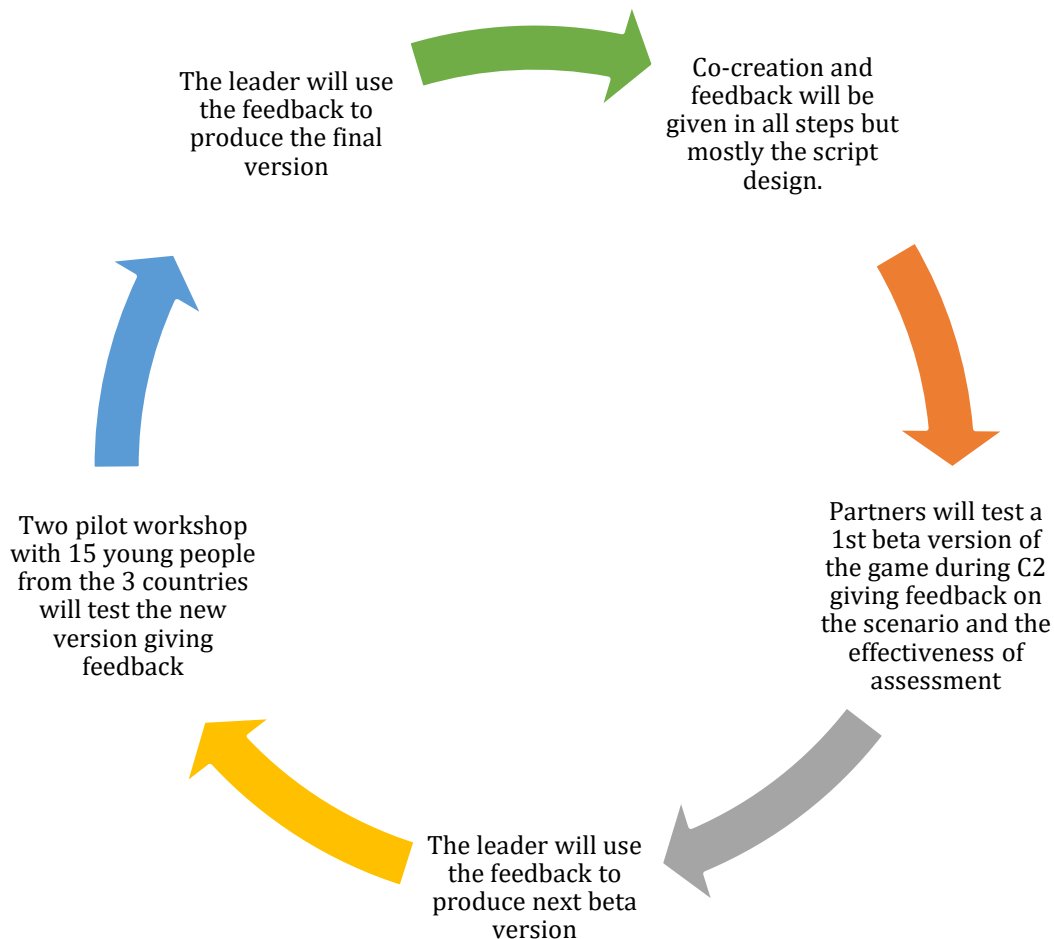 The leader will use
the feedback to
produce the final
version
Co-creation and
feedback will be
given in all steps but
mostly the script
design.
Partners will test a
1st beta version of
the game during C2
giving feedback on
the scenario and the
effectiveness of
assessment
The leader will use
the feedback to
produce next beta
version
Two pilot workshop
with 15 young people
from the 3 countries
will test the new
version giving
feedback